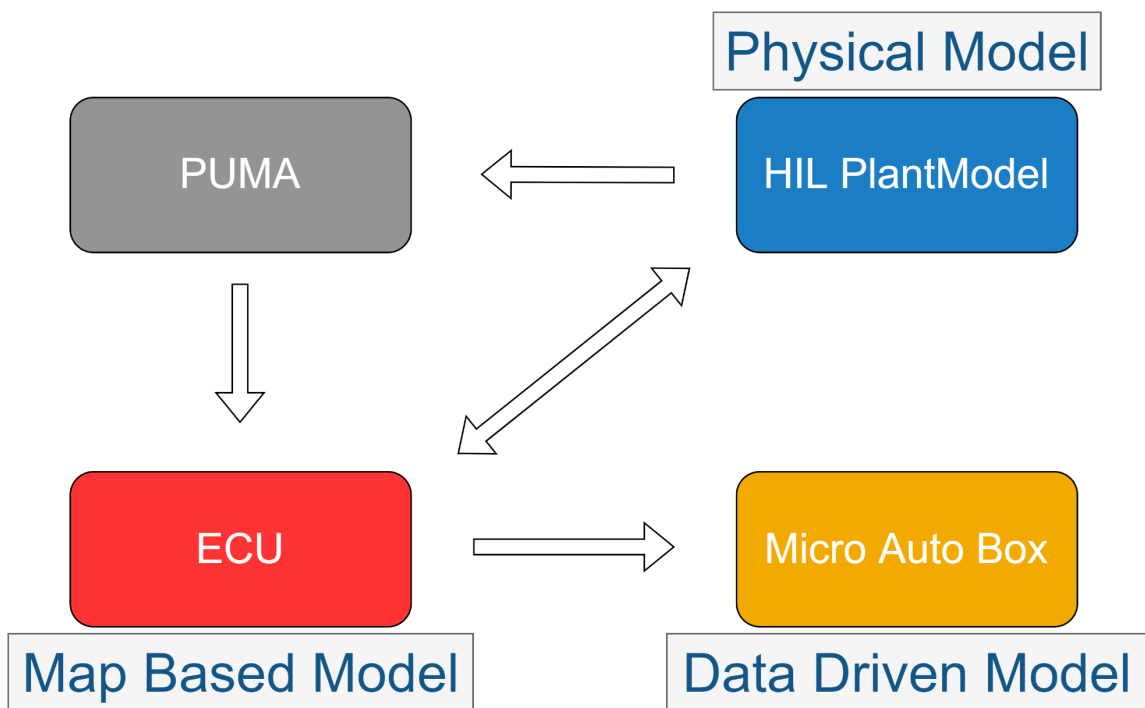 Physical Model
PUMA
HIL PlantModel
ECU
Micro Auto Box
Map Based Model
Data Driven Model